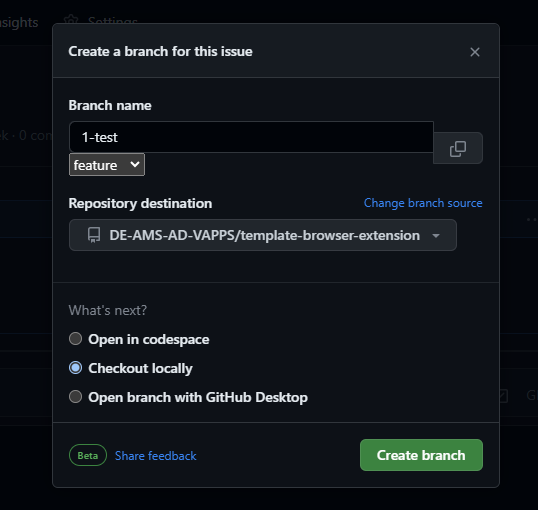 nsights Settings
Create a branch for this issue
ek · 0 com
Branch name
1-test
feature
Repository destination Change branch source
DE-AMS-AD-VAPPS/template-browser-extension
What's next?
Open in codespace
Checkout locally
Open branch with GitHub Desktop
Beta Share feedback Create branch